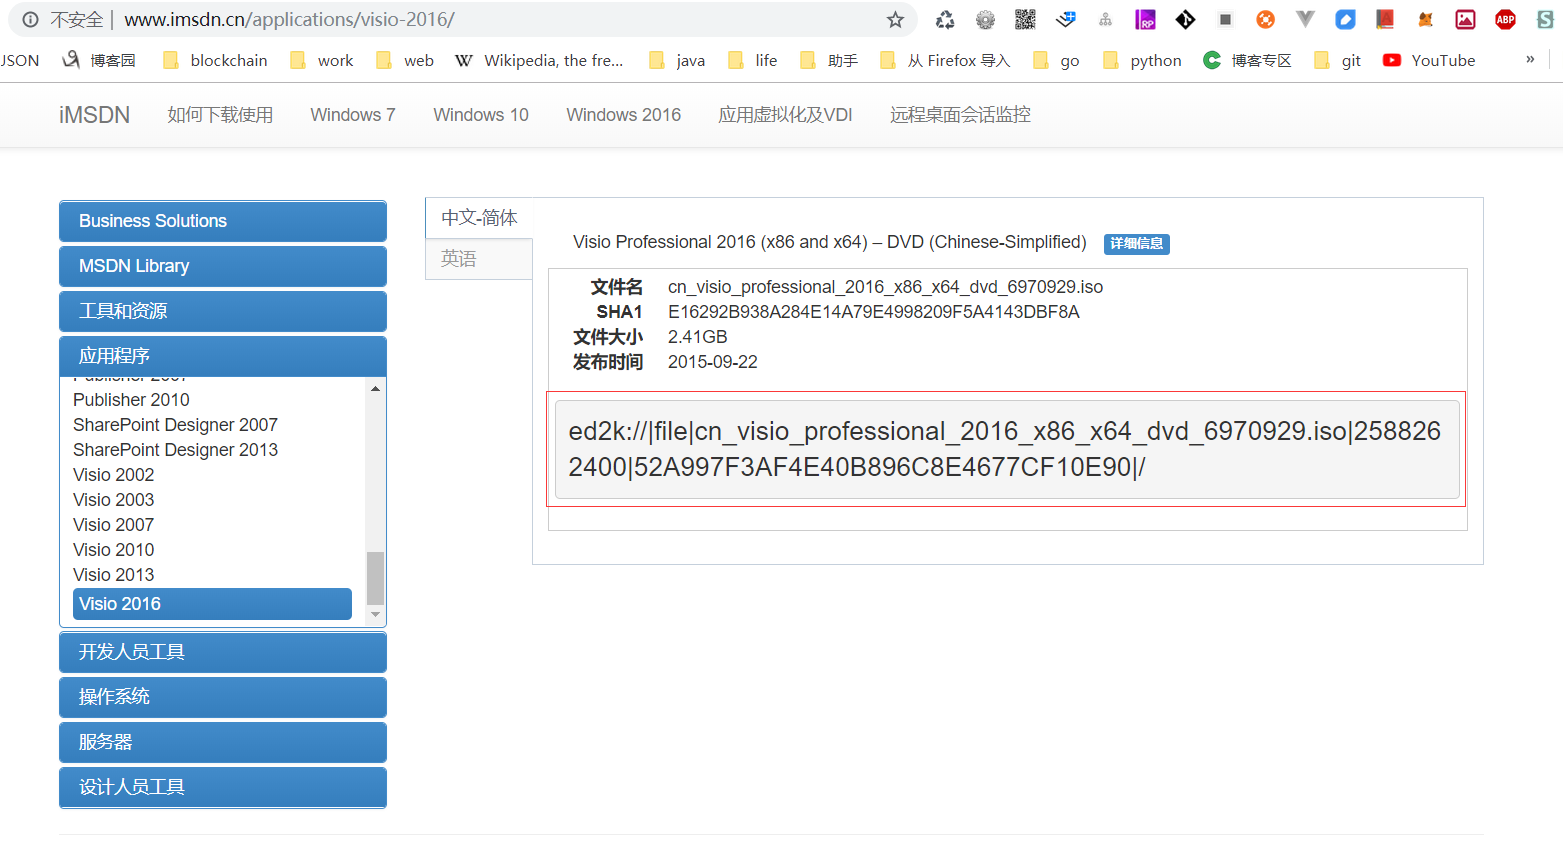 不安全 | www.imsdn.cn/applications/visio-2016/
JSON 博客园 blockchain work web Wikipedia, the fre... java life 助手 从 Firefox 导入 go python 博客专区 git YouTube »
iMSDN 如何下载使用 Windows 7 Windows 10 Windows 2016 应用虚拟化及VDI 远程桌面会话监控
Business Solutions
MSDN Library
工具和资源
应用程序
Publisher 2007
Publisher 2010
SharePoint Designer 2007
SharePoint Designer 2013
Visio 2002
Visio 2003
Visio 2007
Visio 2010
Visio 2013
Visio 2016
开发人员工具
操作系统
服务器
设计人员工具
中文-简体
英语
Visio Professional 2016 (x86 and x64) – DVD (Chinese-Simplified) 详细信息
文件名 cn_visio_professional_2016_x86_x64_dvd_6970929.iso
SHA1 E16292B938A284E14A79E4998209F5A4143DBF8A
文件大小 2.41GB
发布时间 2015-09-22
ed2k://|file|cn_visio_professional_2016_x86_x64_dvd_6970929.iso|258826
2400|52A997F3AF4E40B896C8E4677CF10E90|/
RP
ABP